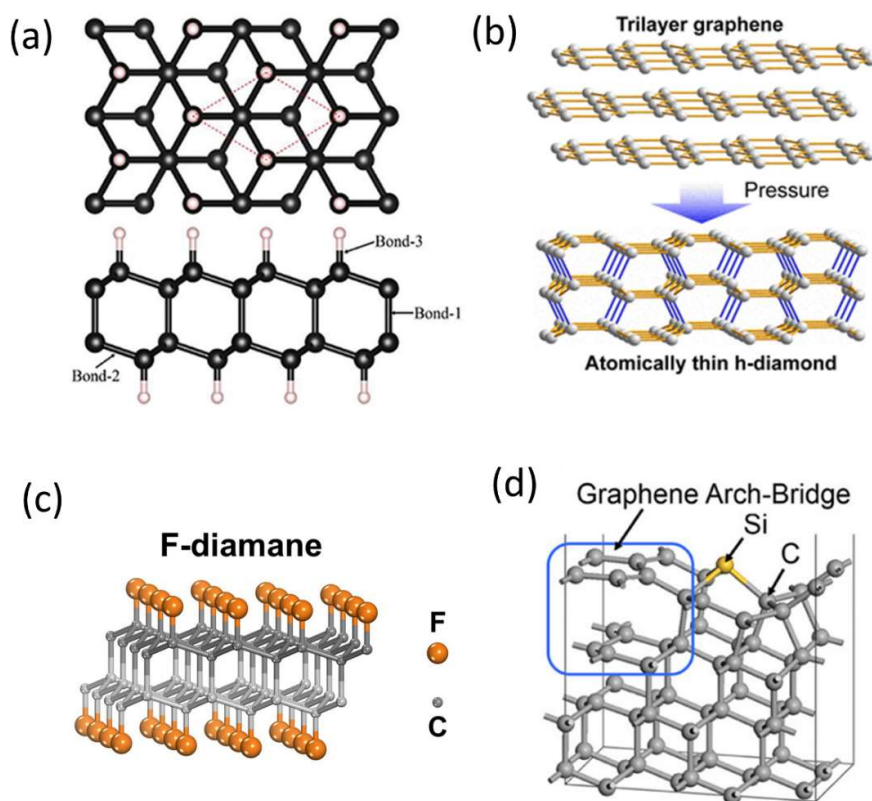 (a)
Bond-3
Bond-1
Bond-2
(b)
Trilayer graphene
Pressure
Atomically thin h-diamond
(c)
F-diamane
F
C
(d)
Graphene Arch-Bridge
Si
C